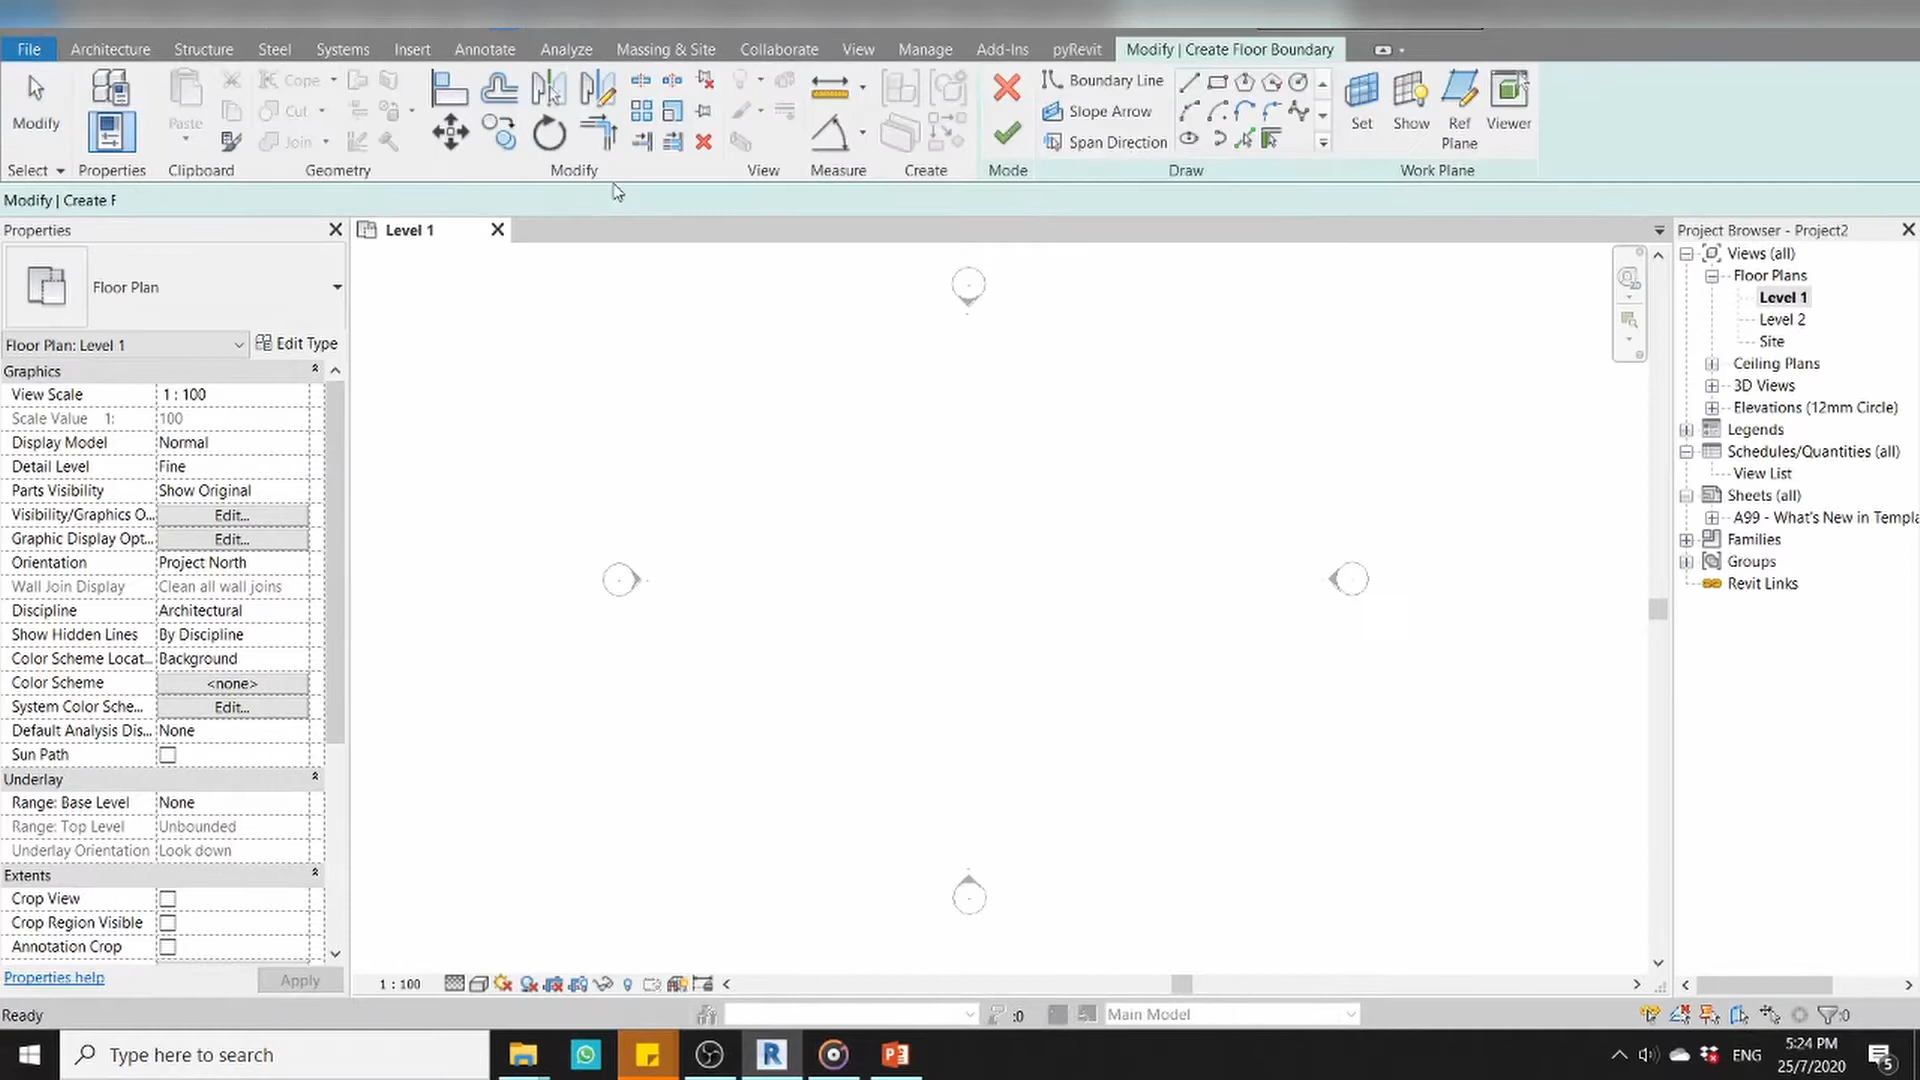 File Architecture Structure Steel Systems Insert Annotate Analyze Massing & Site Collaborate View Manage Add-Ins pyRevit Modify | Create Floor Boundary
Modify Paste Cope Cut Join Boundary Line Slope Arrow Span Direction Set Show Ref Plane Viewer
Select Properties Clipboard Geometry Modify View Measure Create Mode Draw Work Plane
Modify | Create F
Properties
Floor Plan
Floor Plan: Level 1 Edit Type
Graphics
View Scale 1 : 100
Scale Value 1: 100
Display Model Normal
Detail Level Fine
Parts Visibility Show Original
Visibility/Graphics O... Edit...
Graphic Display Opt... Edit...
Orientation Project North
Wall Join Display Clean all wall joins
Discipline Architectural
Show Hidden Lines By Discipline
Color Scheme Locat... Background
Color Scheme <none>
System Color Sche... Edit...
Default Analysis Dis... None
Sun Path
Underlay
Range: Base Level None
Range: Top Level Unbounded
Underlay Orientation Look down
Extents
Crop View
Crop Region Visible
Annotation Crop
Properties help Apply
Level 1
1 : 100
Project Browser - Project2
Views (all)
Floor Plans
Level 1
Level 2
Site
Ceiling Plans
3D Views
Elevations (12mm Circle)
Legends
Schedules/Quantities (all)
View List
Sheets (all)
A99 - What's New in Templa
Families
Groups
Revit Links
Ready :0 Main Model :0
Type here to search
R P ENG 5:24 PM
25/7/2020
5